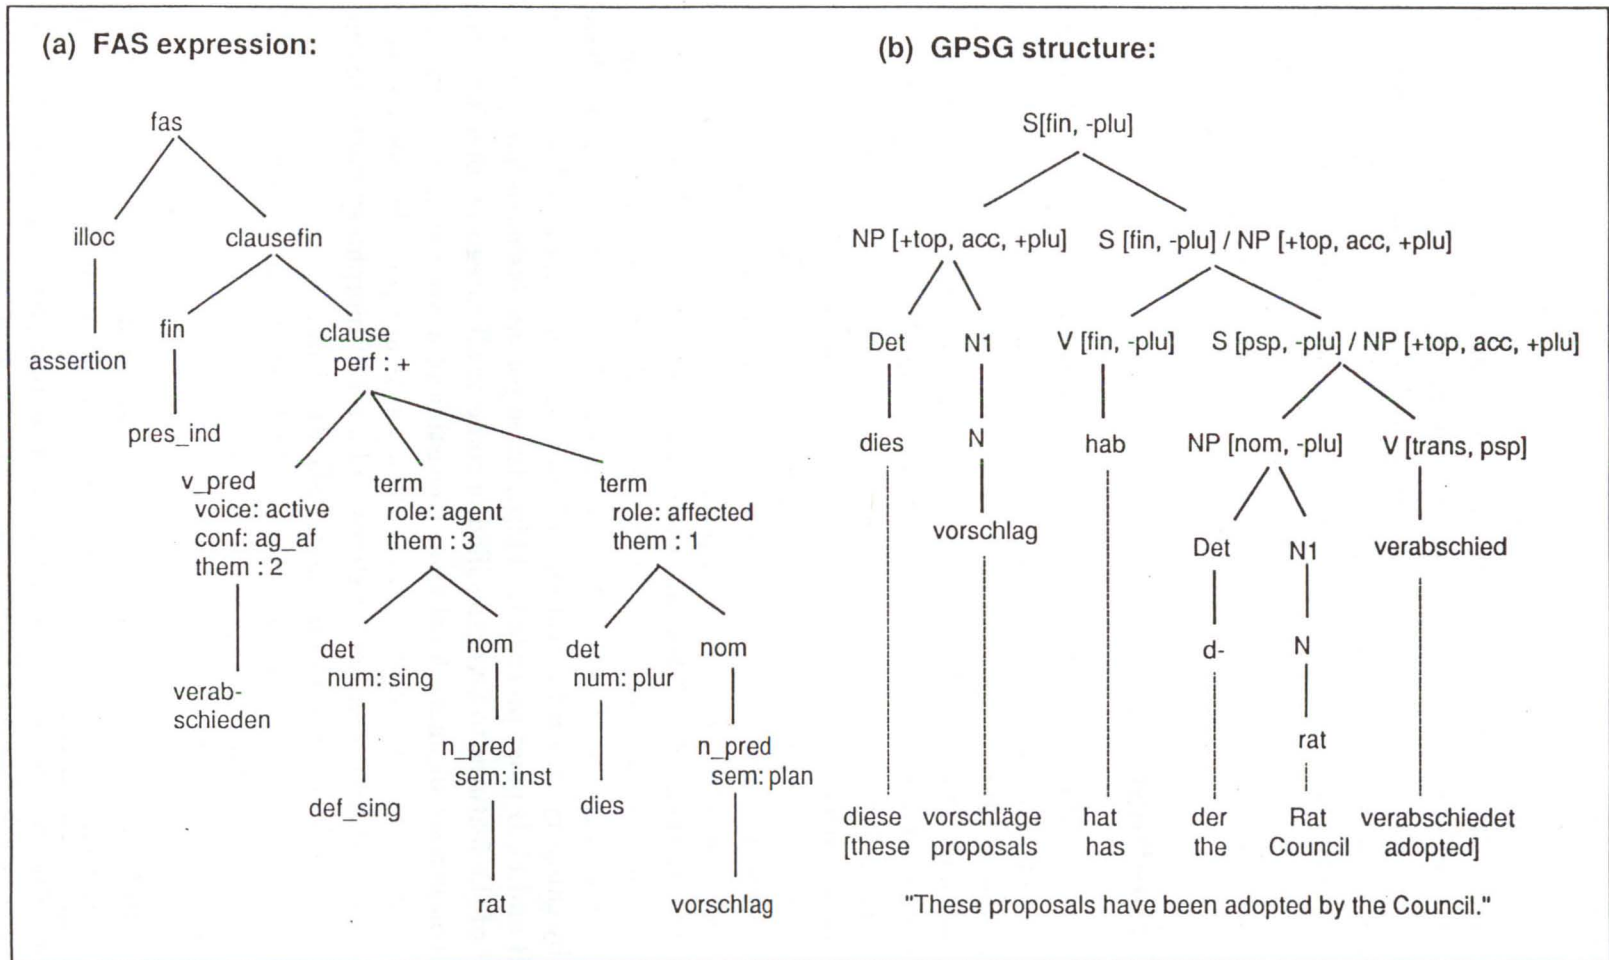 (a) FAS expression:
fas
illoc
clausefin
assertion
fin
clause
perf : +
pres_ind
v_pred
voice: active
conf: ag_af
them : 2
term
role: agent
them : 3
term
role: affected
them : 1
verab-
schieden
det
num: sing
nom
det
num: plur
nom
def_sing
n_pred
sem: inst
dies
n_pred
sem: plan
rat
vorschlag
(b) GPSG structure:
S[fin, -plu]
NP [+top, acc, +plu]
S [fin, -plu] / NP [+top, acc, +plu]
Det
N1
V [fin, -plu]
S [psp, -plu] / NP [+top, acc, +plu]
dies
N
hab
NP [nom, -plu]
V [trans, psp]
vorschlag
Det
N1
verabschied
d-
N
rat
diese vorschläge hat der Rat verabschiedet
[these proposals has the Council adopted]
"These proposals have been adopted by the Council."